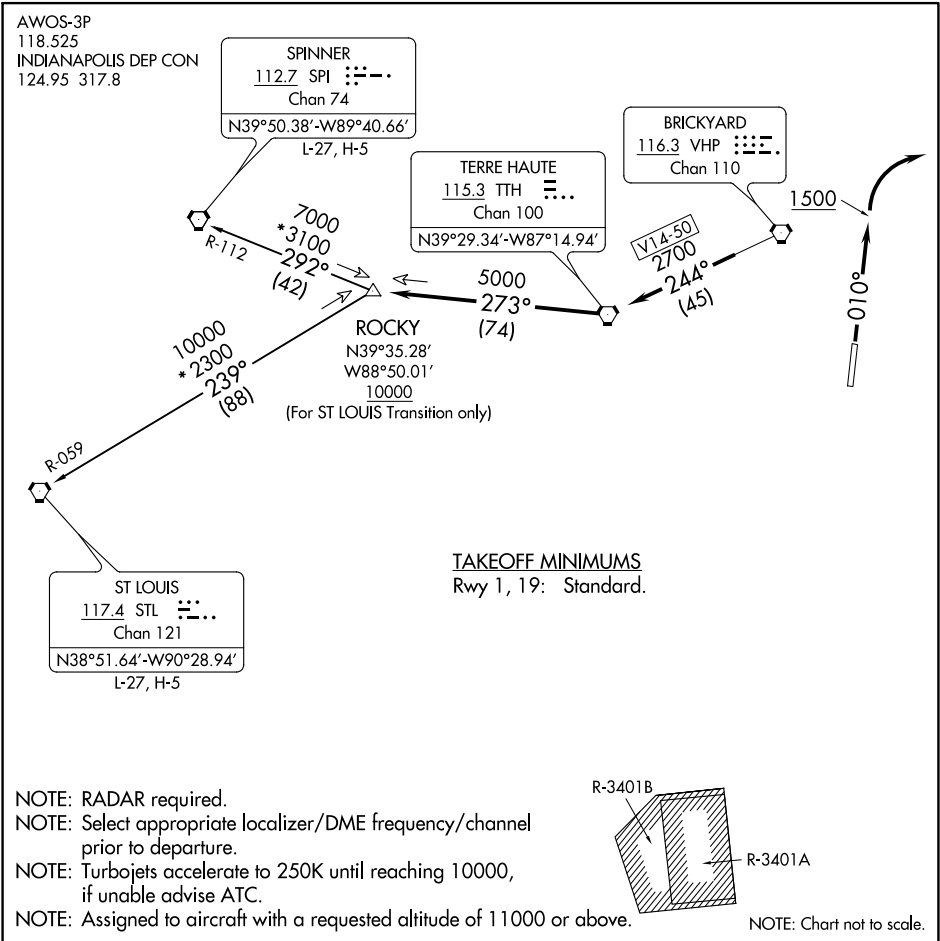 AWOS-3P
118.525
INDIANAPOLIS DEP CON
124.95 317.8
SPINNER
112.7 SPI
Chan 74
N39°50.38′-W89°40.66′
L-27, H-5
BRICKYARD
116.3 VHP
Chan 110
TERRE HAUTE
115.3 TTH
Chan 100
N39°29.34′-W87°14.94′
1500
R-112
7000
*3100
292°
(42)
5000
273°
(74)
V14-50
2700
244°
(45)
010°
ROCKY
N39°35.28′
W88°50.01′
10000
(For ST LOUIS Transition only)
10000
*2300
239°
(88)
R-059
ST LOUIS
117.4 STL
Chan 121
N38°51.64′-W90°28.94′
L-27, H-5
TAKEOFF MINIMUMS
Rwy 1, 19: Standard.
NOTE: RADAR required.
NOTE: Select appropriate localizer/DME frequency/channel
prior to departure.
NOTE: Turbojets accelerate to 250K until reaching 10000,
if unable advise ATC.
NOTE: Assigned to aircraft with a requested altitude of 11000 or above.
R-3401B
R-3401A
NOTE: Chart not to scale.